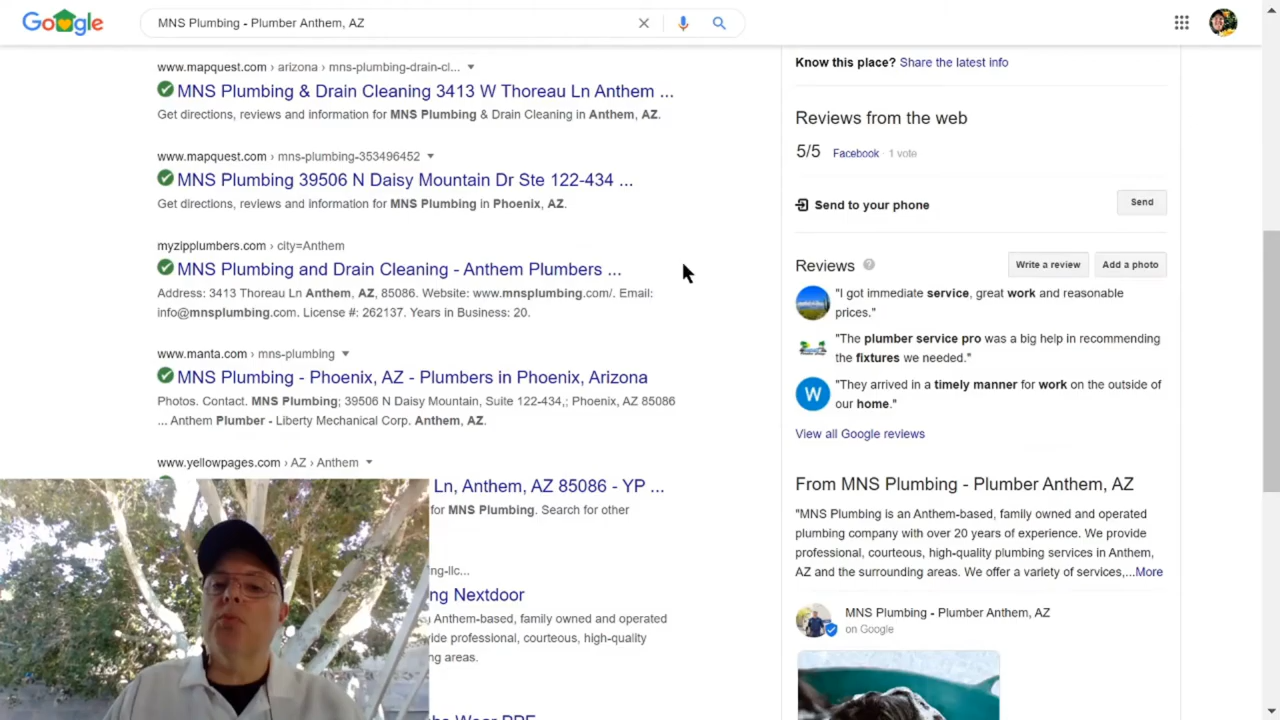 Google
MNS Plumbing - Plumber Anthem, AZ
www.mapquest.com › arizona › mns-plumbing-drain-cl...
MNS Plumbing & Drain Cleaning 3413 W Thoreau Ln Anthem ...
Get directions, reviews and information for MNS Plumbing & Drain Cleaning in Anthem, AZ.
www.mapquest.com › mns-plumbing-353496452
MNS Plumbing 39506 N Daisy Mountain Dr Ste 122-434 ...
Get directions, reviews and information for MNS Plumbing in Phoenix, AZ.
myzipplumbers.com › city=Anthem
MNS Plumbing and Drain Cleaning - Anthem Plumbers ...
Address: 3413 Thoreau Ln Anthem, AZ, 85086. Website: www.mnsplumbing.com/. Email:
info@mnsplumbing.com. License #: 262137. Years in Business: 20.
www.manta.com › mns-plumbing
MNS Plumbing - Phoenix, AZ - Plumbers in Phoenix, Arizona
Photos. Contact. MNS Plumbing; 39506 N Daisy Mountain, Suite 122-434,; Phoenix, AZ 85086
... Anthem Plumber - Liberty Mechanical Corp. Anthem, AZ.
www.yellowpages.com › AZ › Anthem
Ln, Anthem, AZ 85086 - YP ...
for MNS Plumbing. Search for other
ng-llc...
ng Nextdoor
Anthem-based, family owned and operated
vide professional, courteous, high-quality
ng areas.
Wear PPE
Know this place? Share the latest info
Reviews from the web
5/5 Facebook · 1 vote
Send to your phone
Send
Reviews ?
Write a review
Add a photo
"I got immediate service, great work and reasonable
prices."
"The plumber service pro was a big help in recommending
the fixtures we needed."
W
"They arrived in a timely manner for work on the outside of
our home."
View all Google reviews
From MNS Plumbing - Plumber Anthem, AZ
"MNS Plumbing is an Anthem-based, family owned and operated
plumbing company with over 20 years of experience. We provide
professional, courteous, high-quality plumbing services in Anthem,
AZ and the surrounding areas. We offer a variety of services,...More
MNS Plumbing - Plumber Anthem, AZ
on Google